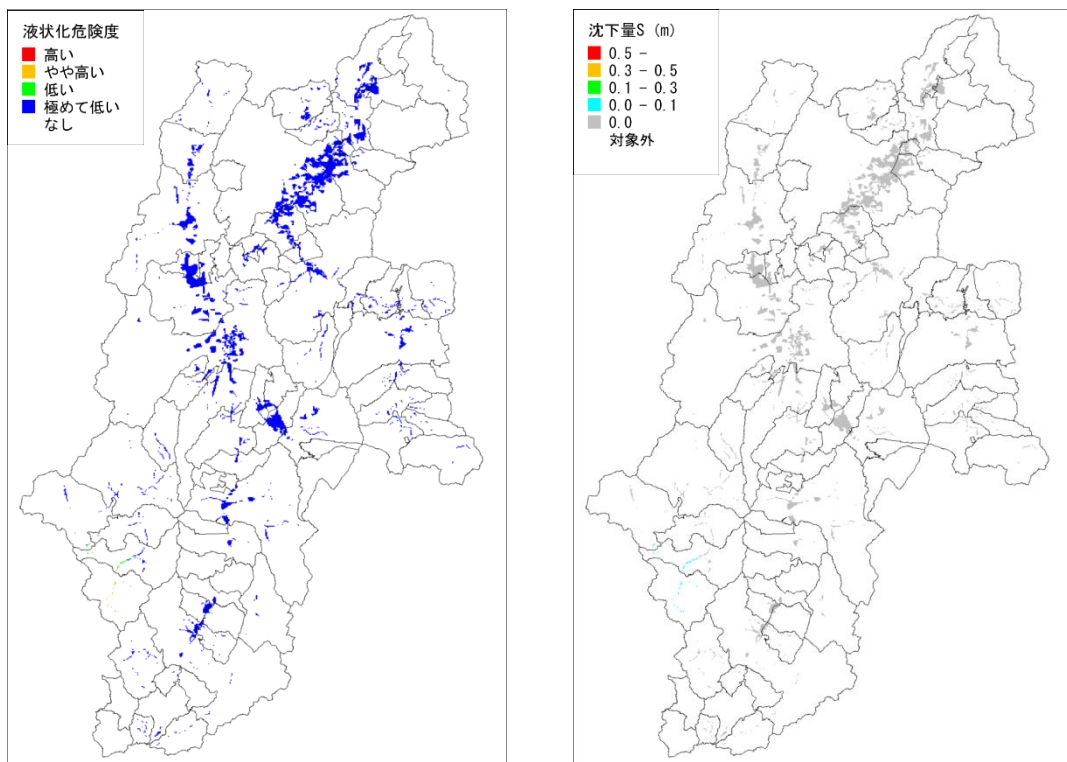 液状化危険度
高い
やや高い
低い
極めて低い
なし
沈下量S (m)
0.5 -
0.3 - 0.5
0.1 - 0.3
0.0 - 0.1
0.0
対象外